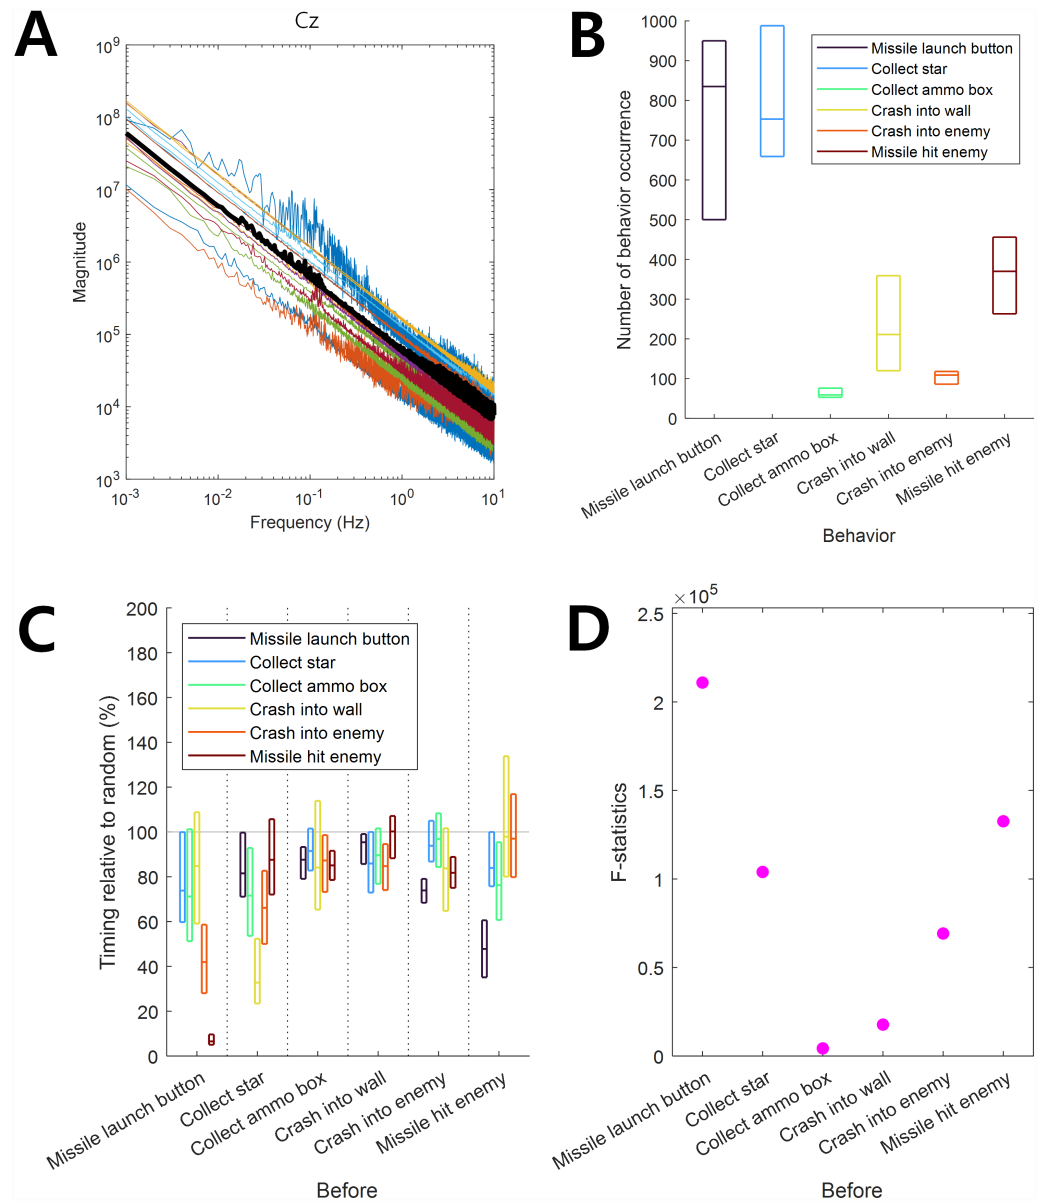 A
Cz
10^9
10^8
10^7
10^6
10^5
10^4
10^3
Magnitude
10^-3
10^-2
10^-1
10^0
10^1
Frequency (Hz)
B
1000
900
800
700
600
500
400
300
200
100
0
Number of behavior occurrence
Missile launch button
Collect star
Collect ammo box
Crash into wall
Crash into enemy
Missile hit enemy
Missile launch button
Collect star
Collect ammo box
Crash into wall
Crash into enemy
Missile hit enemy
Behavior
C
200
180
160
140
120
100
80
60
40
20
0
Timing relative to random (%)
Missile launch button
Collect star
Collect ammo box
Crash into wall
Crash into enemy
Missile hit enemy
Missile launch button
Collect star
Collect ammo box
Crash into wall
Crash into enemy
Missile hit enemy
Before
D
×10^5
2.5
2
1.5
1
0.5
0
F-statistics
Missile launch button
Collect star
Collect ammo box
Crash into wall
Crash into enemy
Missile hit enemy
Before